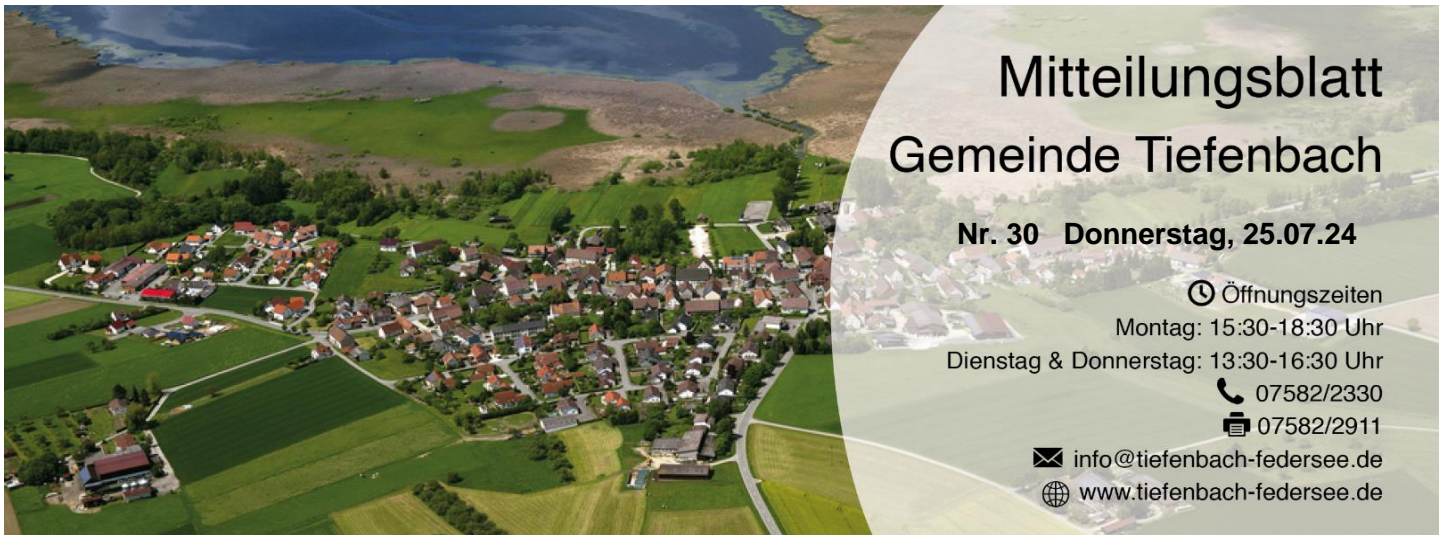 Mitteilungsblatt
Gemeinde Tiefenbach
Nr. 30 Donnerstag, 25.07.24
Öffnungszeiten
Montag: 15:30-18:30 Uhr
Dienstag & Donnerstag: 13:30-16:30 Uhr
07582/2330
07582/2911
info@tiefenbach-federsee.de
www.tiefenbach-federsee.de